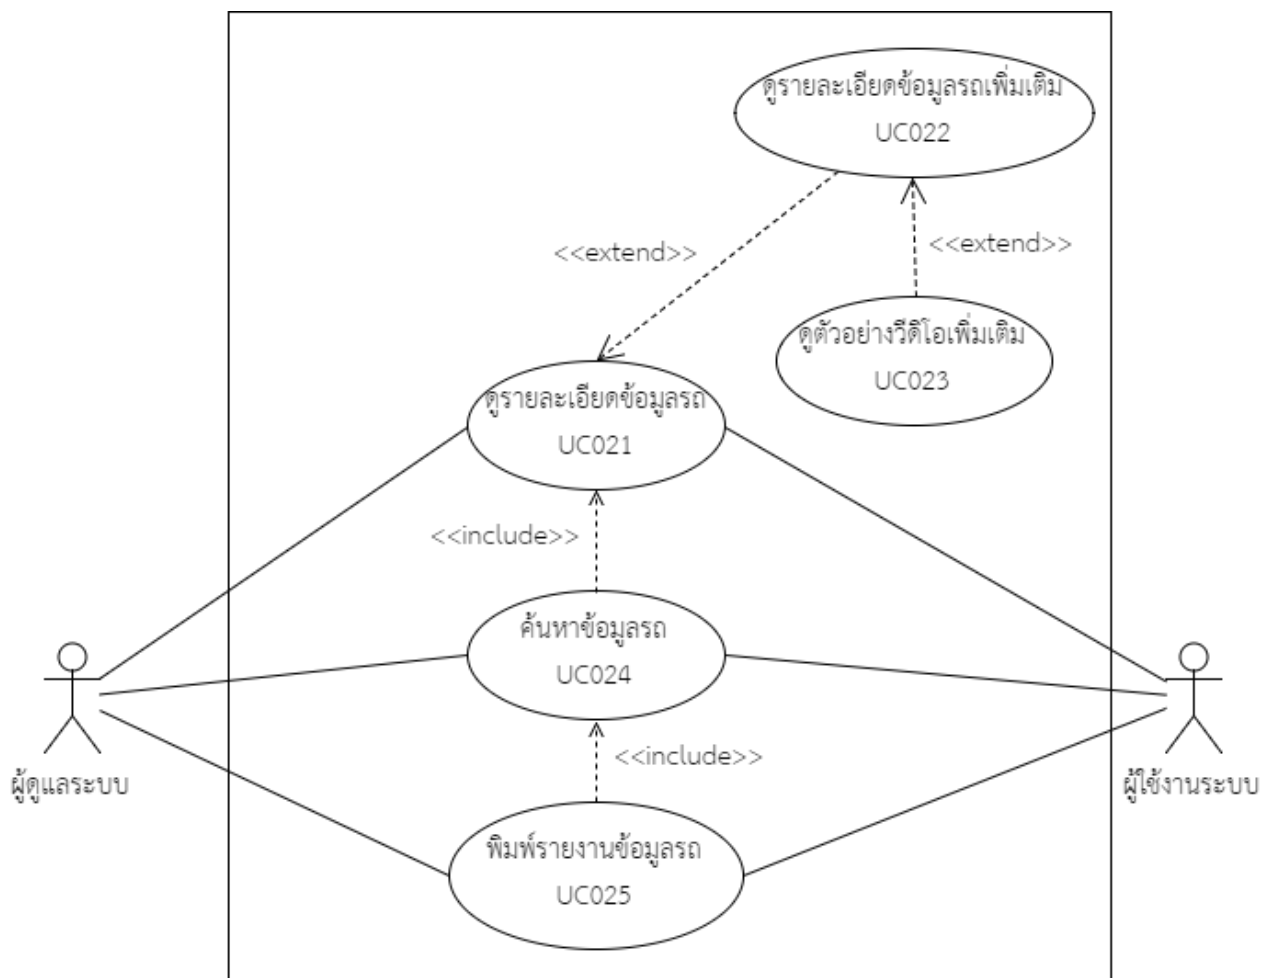 ดูรายละเอียดข้อมูลรถเพิ่มเติม
UC022
<<extend>>
<<extend>>
ดูตัวอย่างวีดิโอเพิ่มเติม
UC023
ดูรายละเอียดข้อมูลรถ
UC021
<<include>>
ค้นหาข้อมูลรถ
UC024
<<include>>
ผู้ดูแลระบบ
ผู้ใช้งานระบบ
พิมพ์รายงานข้อมูลรถ
UC025